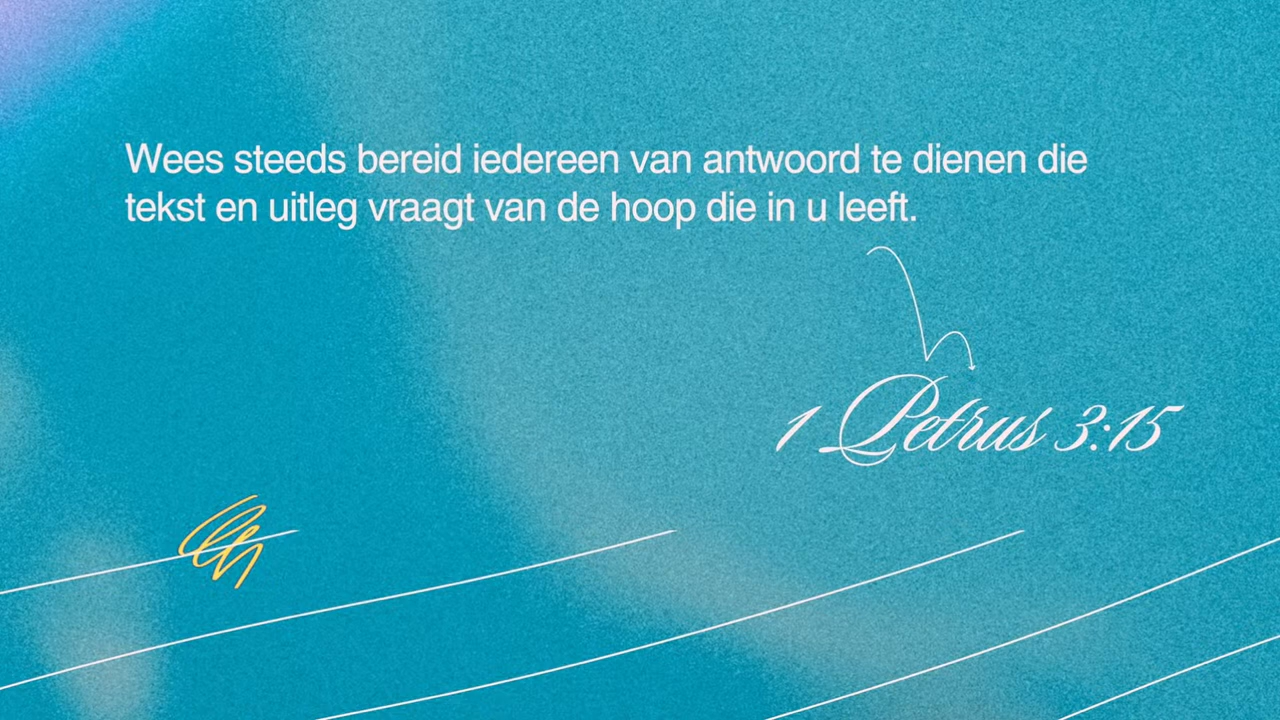 Wees steeds bereid iedereen van antwoord te dienen die
tekst en uitleg vraagt van de hoop die in u leeft.
1 Petrus 3:15